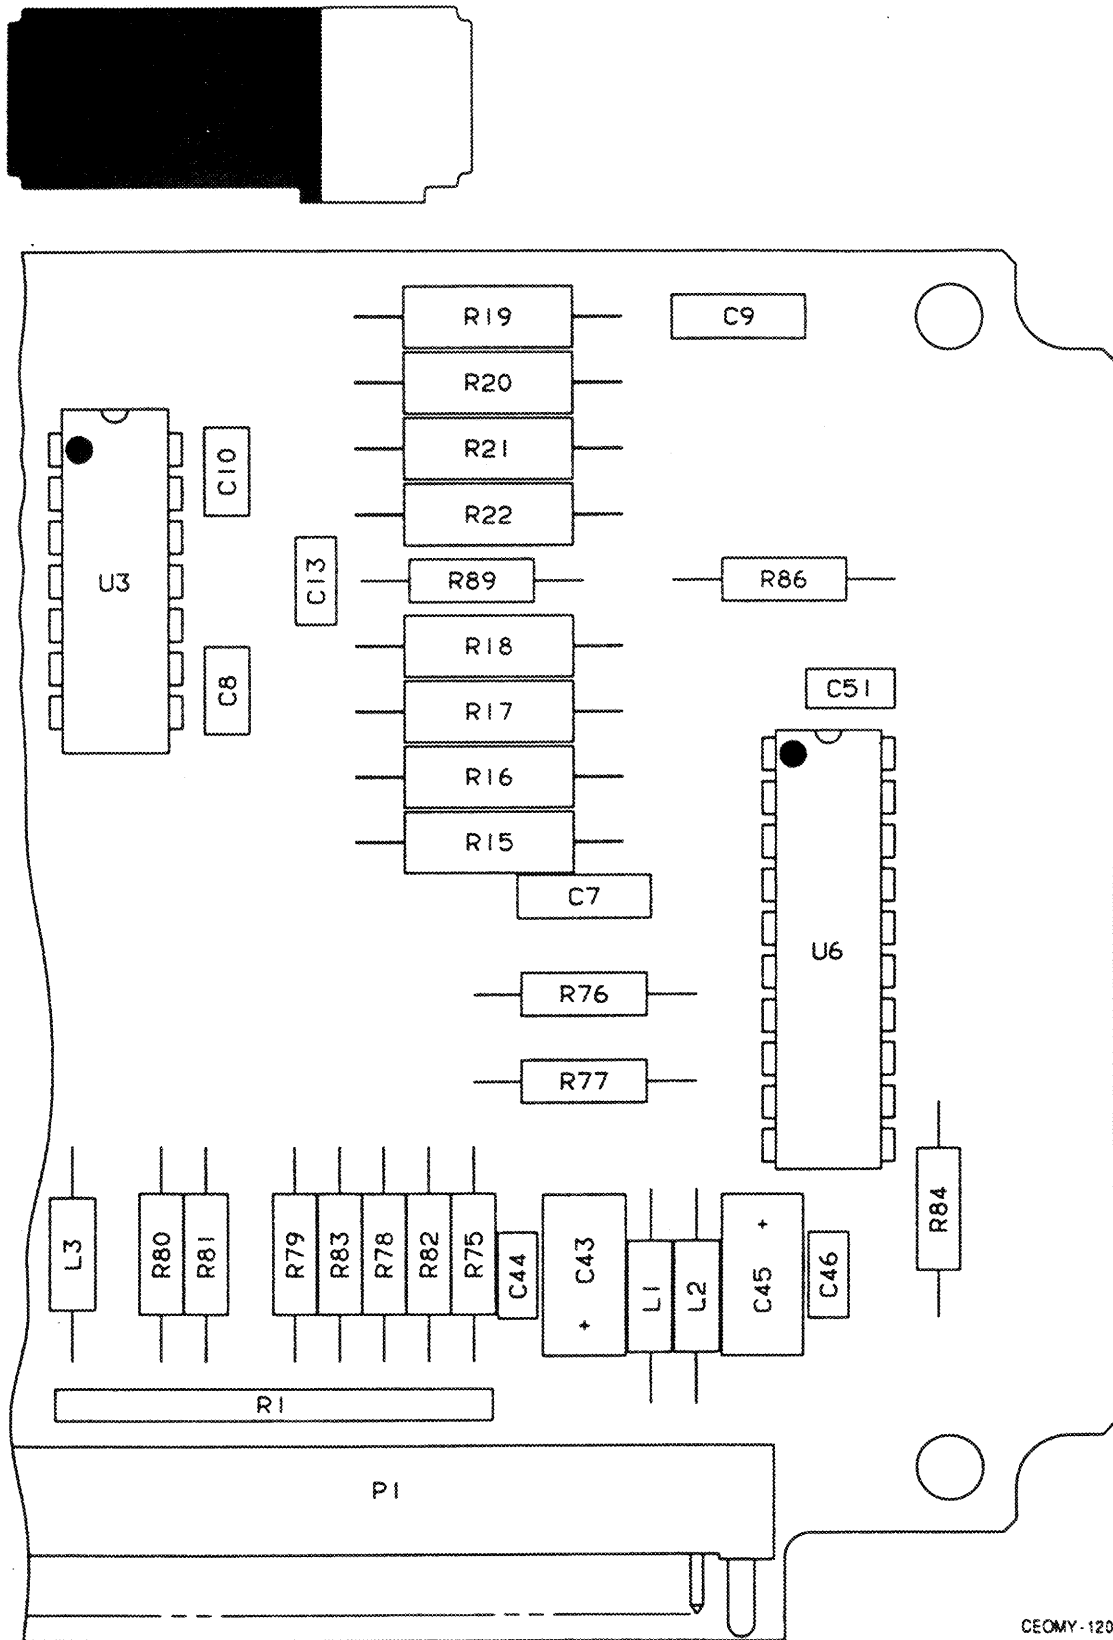 R19
C9
R20
R21
C10
R22
U3
C13
R89
R86
R18
C8
C51
R17
R16
R15
C7
U6
R76
R77
L3
R80
R81
R79
R83
R78
R82
R75
C44
C43
+
L1
L2
+
C45
C46
R84
R1
P1
CEOMY-120